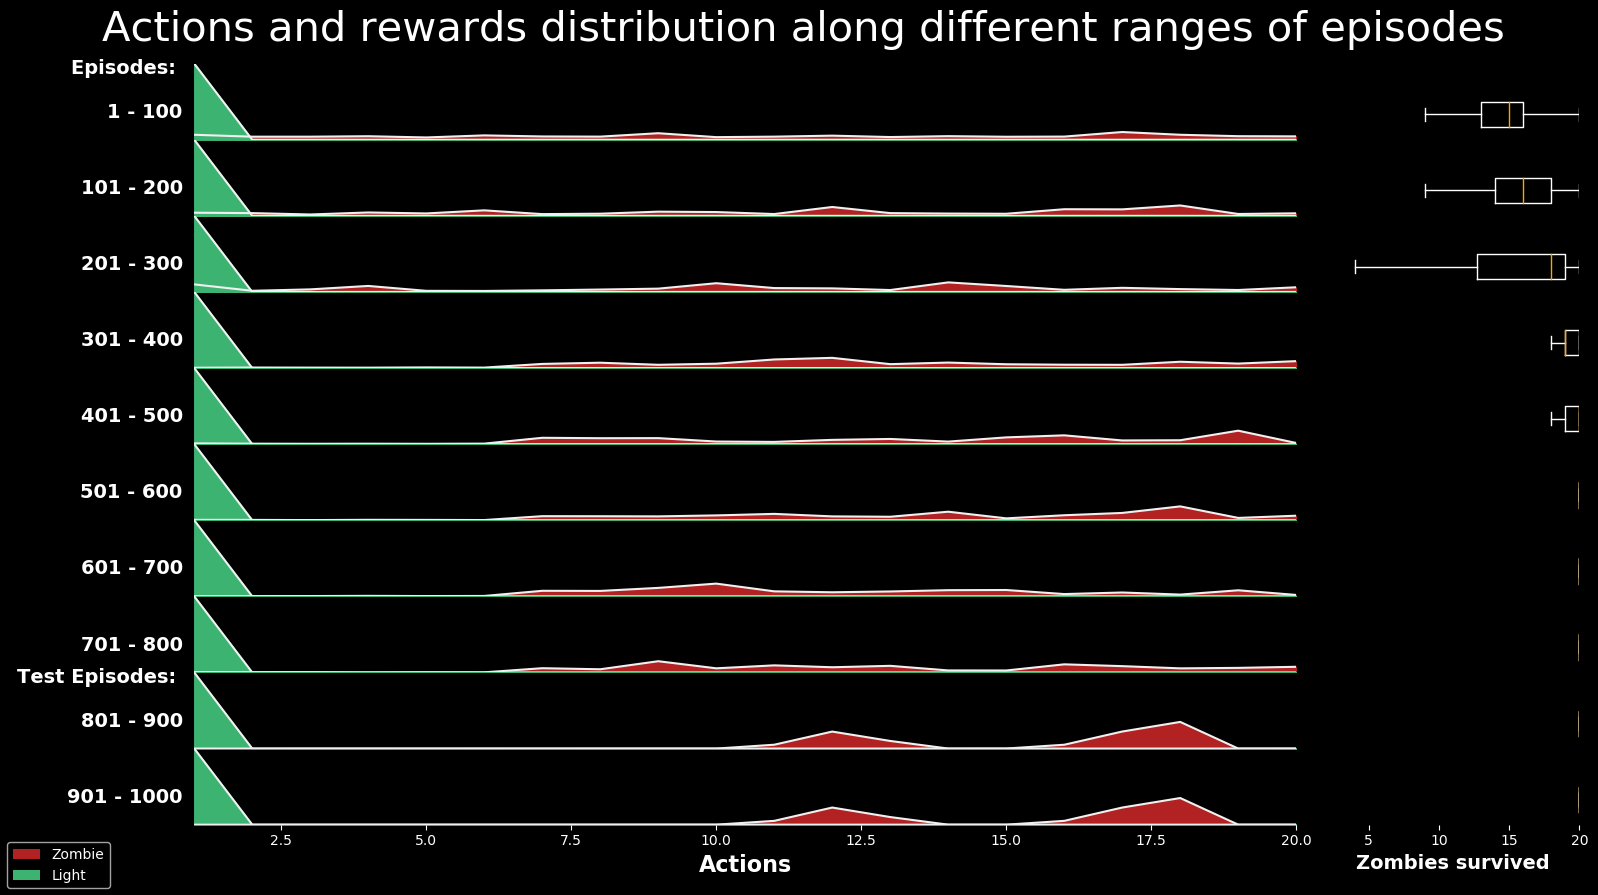 Actions and rewards distribution along different ranges of episodes
Episodes:
1 - 100
101 - 200
201 - 300
301 - 400
401 - 500
501 - 600
601 - 700
701 - 800
Test Episodes:
801 - 900
901 - 1000
2.5 5.0 7.5 10.0 12.5 15.0 17.5 20.0
Actions
5 10 15 20
Zombies survived
Zombie
Light